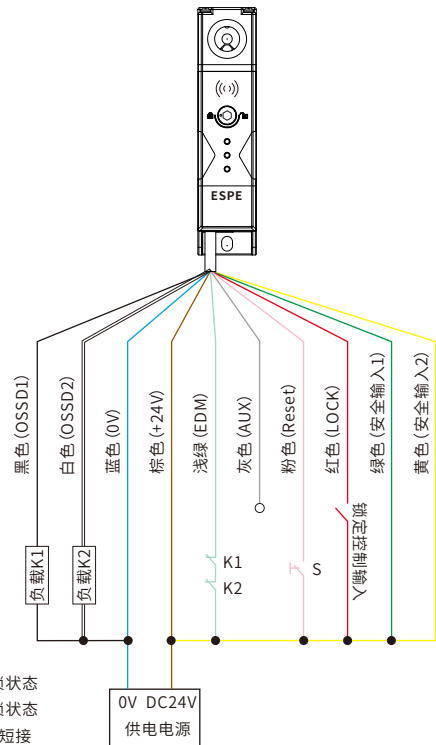 ESPE
黑色(OSSD1)
白色(OSSD2)
蓝色(0V)
棕色(+24V)
浅绿(EDM)
灰色(AUX)
粉色(Reset)
红色(LOCK)
绿色(安全输入1)
黄色(安全输入2)
负载K1
负载K2
K1
K2
S
锁定控制输入
状态
状态
短接
0V DC24V
供电电源